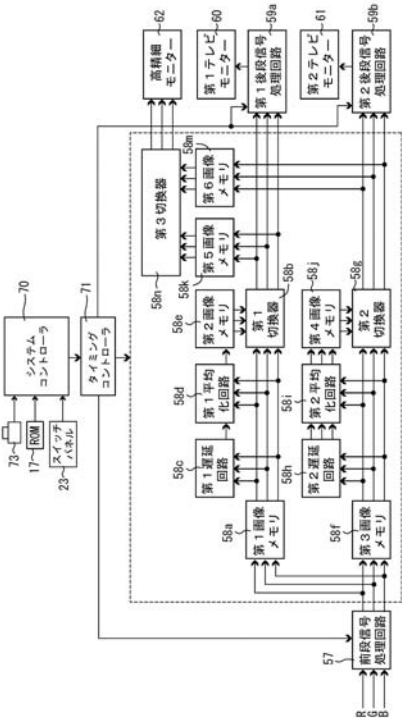 70
システム
コントローラ
73
17
ROM
23
スイッチ
パネル
71
タイミング
コントローラ
62
高精細
モニター
60
第1テレビ
モニター
59a
第1後段信号
処理回路
61
第2テレビ
モニター
59b
第2後段信号
処理回路
58n
第3切換器
58m
第6画像
メモリ
58k
第5画像
メモリ
58e
第2画像
メモリ
58b
第1
切換器
58d
第1平均
化回路
58c
第1遅延
回路
58a
第1画像
メモリ
58j
第4画像
メモリ
58g
第2
切換器
58i
第2平均
化回路
58h
第2遅延
回路
58f
第3画像
メモリ
57
前段信号
処理回路
R
G
B